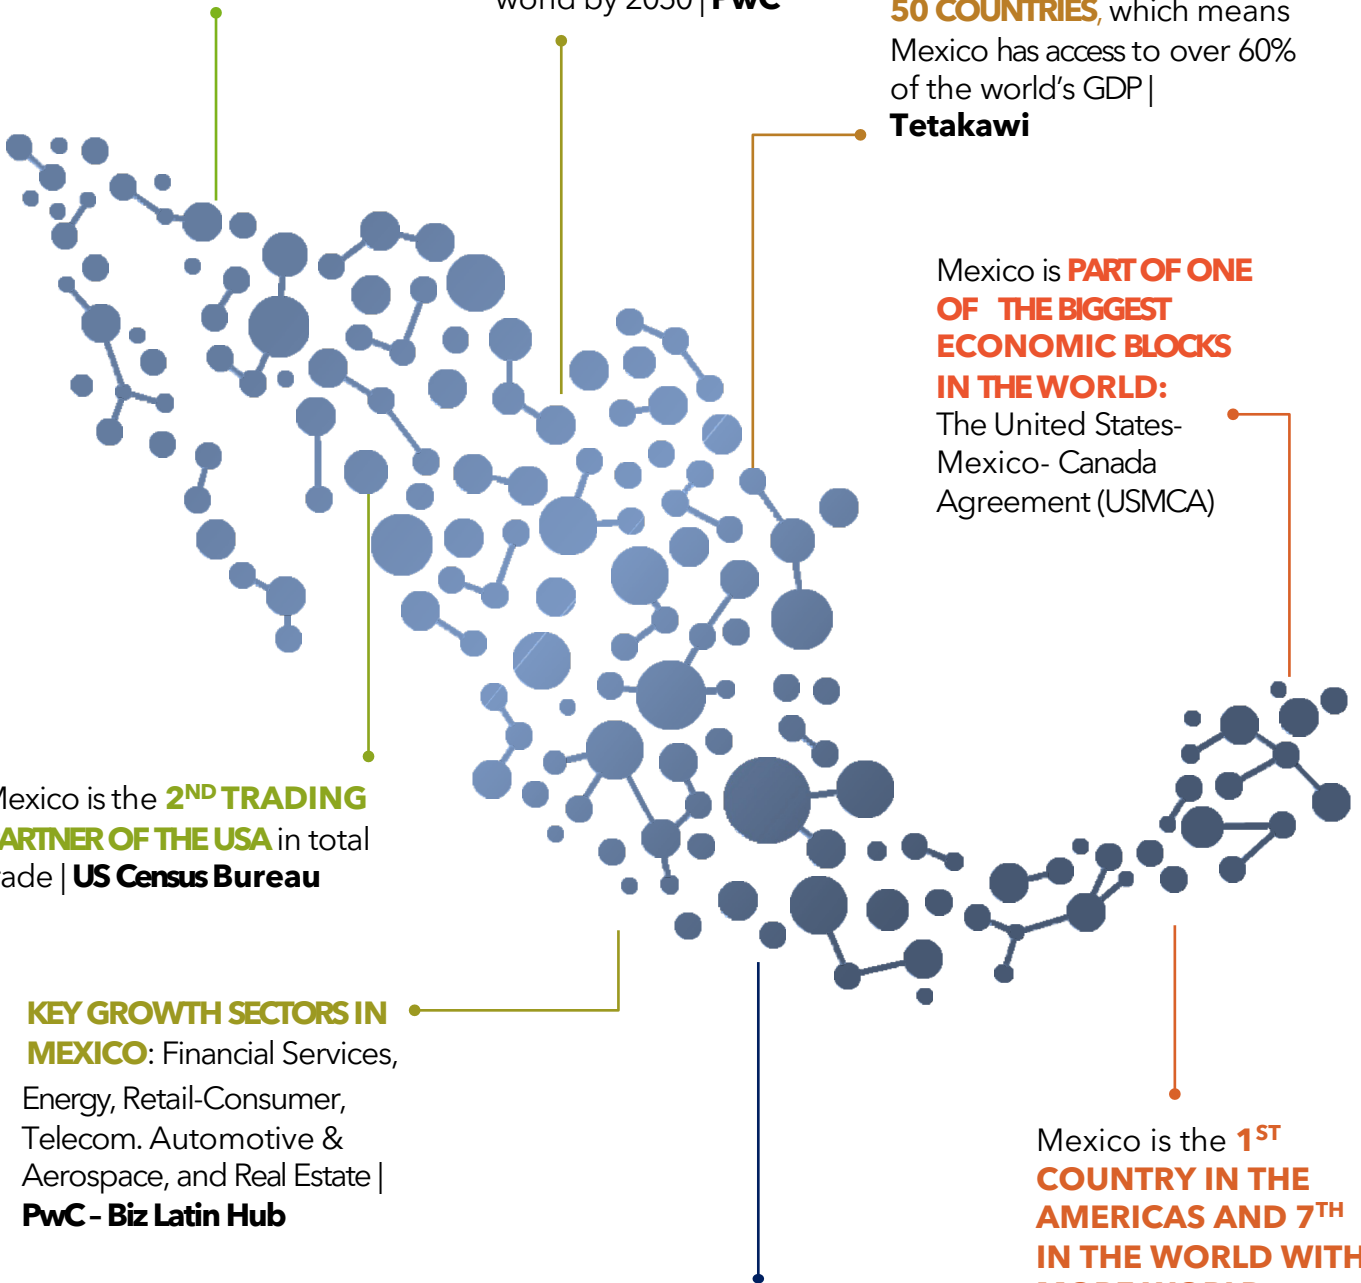 world by 2050 | PwC
50 COUNTRIES, which means
Mexico has access to over 60%
of the world's GDP |
Tetakawi
Mexico is PART OF ONE
OF THE BIGGEST
ECONOMIC BLOCKS
IN THE WORLD:
The United States-
Mexico- Canada
Agreement (USMCA)
Mexico is the 2ND TRADING
ARTNER OF THE USA in total
ade | US Census Bureau
KEY GROWTH SECTORS IN
MEXICO: Financial Services,
Energy, Retail-Consumer,
Telecom. Automotive &
Aerospace, and Real Estate |
PwC - Biz Latin Hub
Mexico is the 1ST
COUNTRY IN THE
AMERICAS AND 7TH
IN THE WORLD WITH